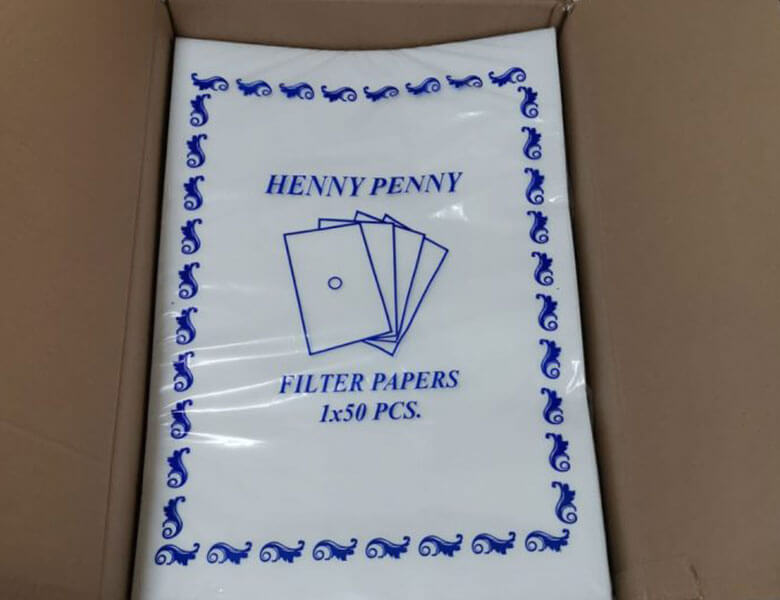 HENNY PENNY
FILTER PAPERS
1x50 PCS.